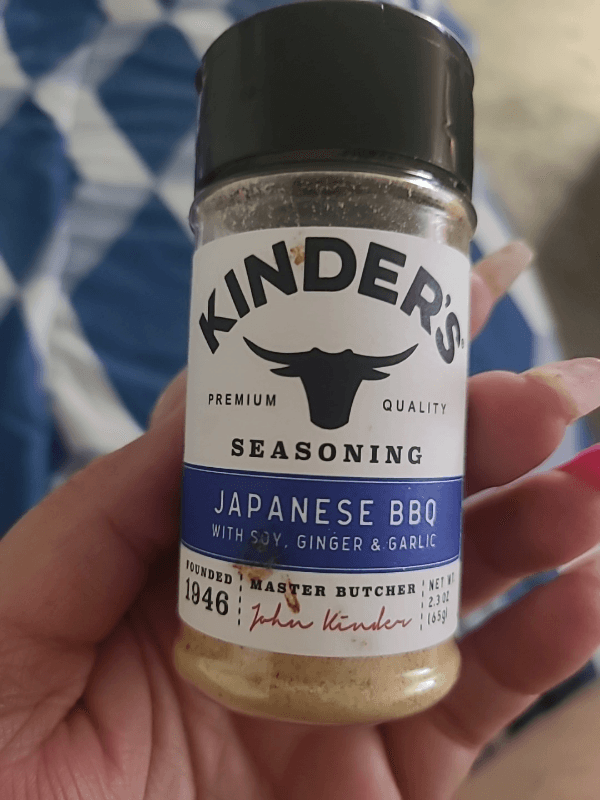 KINDER'S
PREMIUM QUALITY
SEASONING
JAPANESE BBQ
WITH SOY, GINGER & GARLIC
FOUNDED
1946
MASTER BUTCHER
John Kinder
NET WT
2.3 OZ
(65g)